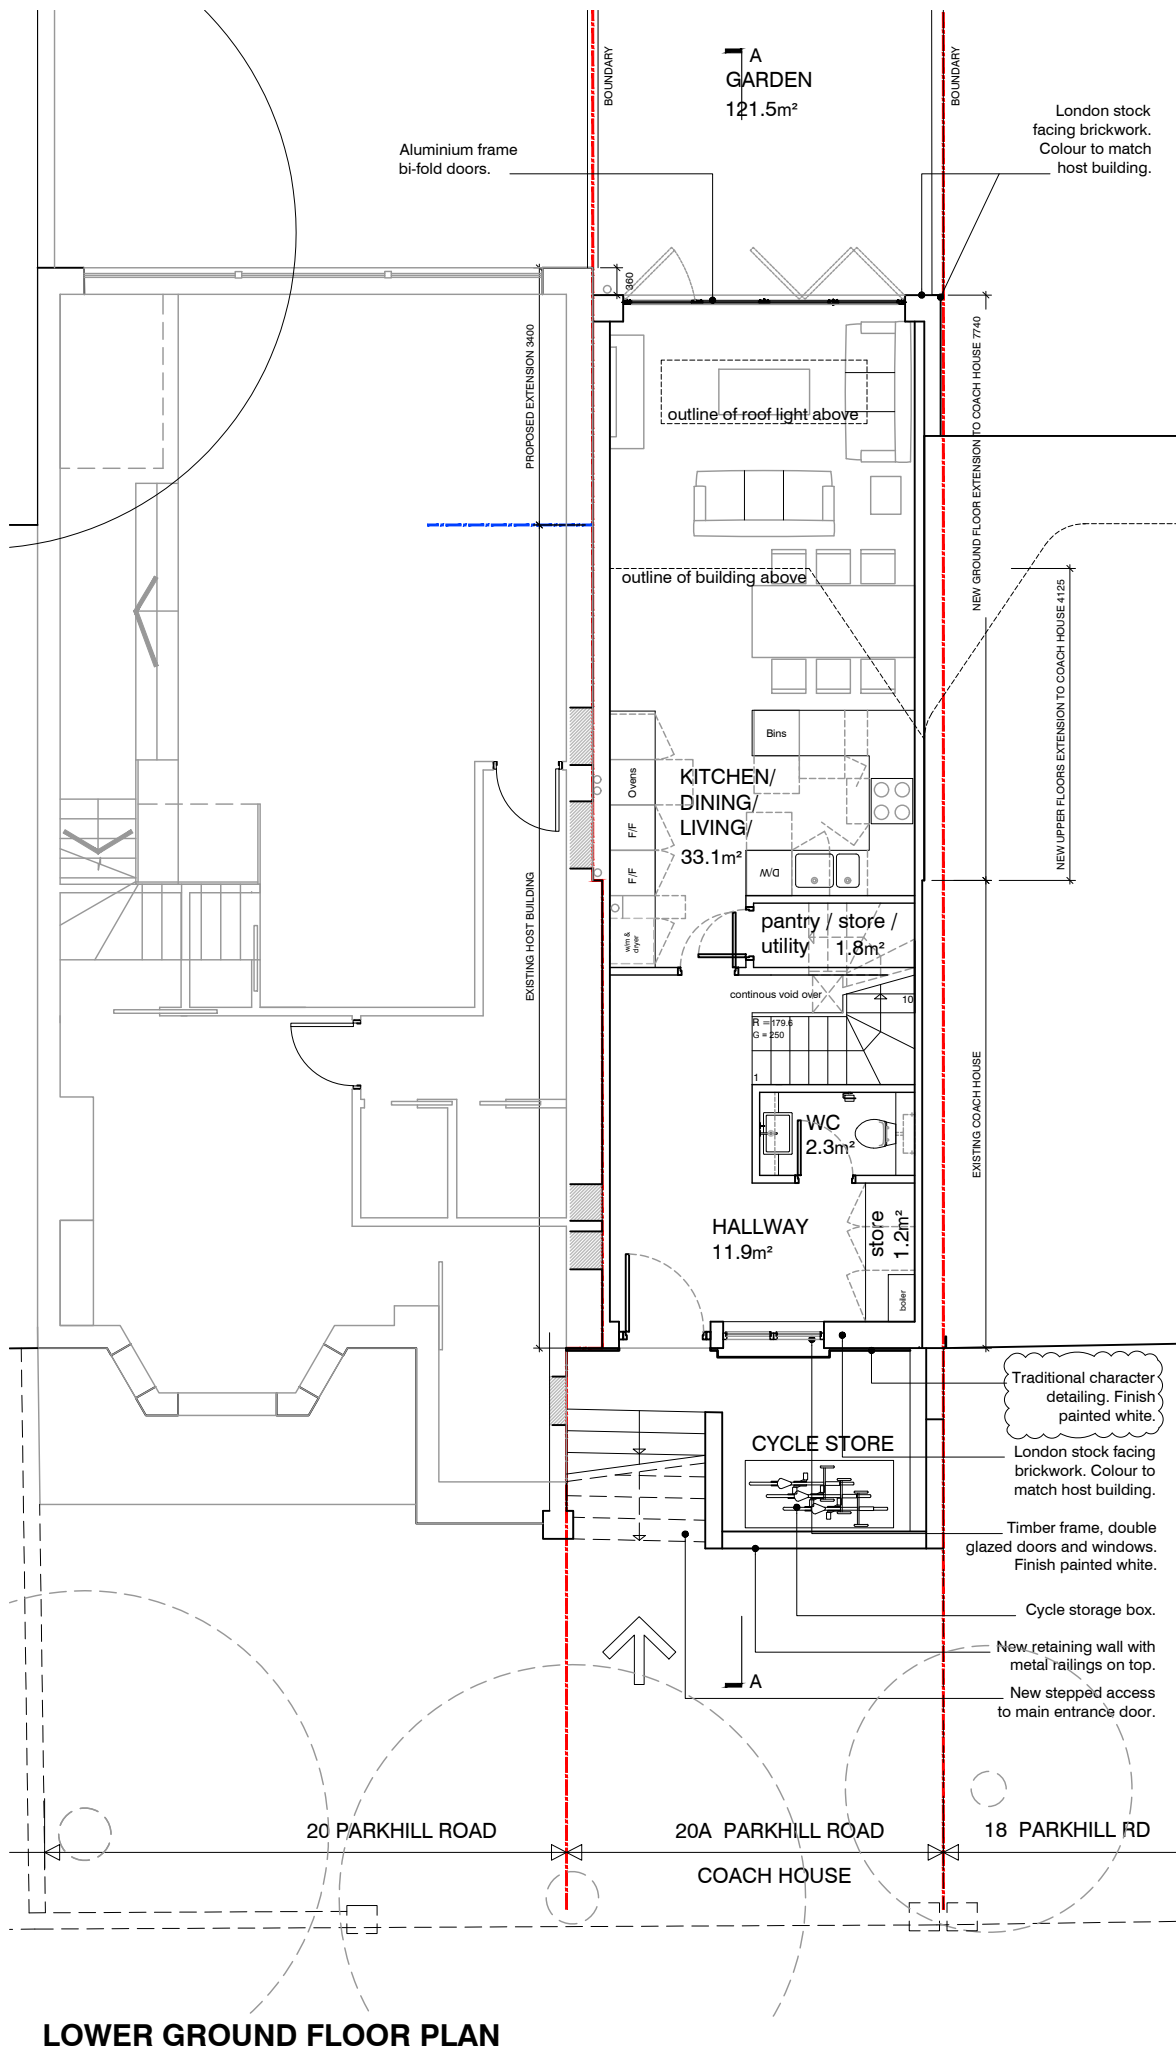 BOUNDARY
A
GARDEN
121.5m²
BOUNDARY
London stock
facing brickwork.
Colour to match
host building.
Aluminium frame
bi-fold doors.
360
PROPOSED EXTENSION 3400
NEW GROUND FLOOR EXTENSION TO COACH HOUSE 7740
outline of roof light above
outline of building above
NEW UPPER FLOORS EXTENSION TO COACH HOUSE 4125
Bins
Ovens
KITCHEN/
DINING/
LIVING/
33.1m²
F/F
F/F
D/W
w/m &
dryer
pantry / store /
utility 1.8m²
EXISTING HOST BUILDING
continous void over
10
R = 179.6
G = 250
1
EXISTING COACH HOUSE
WC
2.3m²
HALLWAY
11.9m²
store
1.2m²
boiler
Traditional character
detailing. Finish
painted white.
CYCLE STORE
London stock facing
brickwork. Colour to
match host building.
Timber frame, double
glazed doors and windows.
Finish painted white.
Cycle storage box.
New retaining wall with
metal railings on top.
A
New stepped access
to main entrance door.
20 PARKHILL ROAD
20A PARKHILL ROAD
18 PARKHILL RD
COACH HOUSE
LOWER GROUND FLOOR PLAN